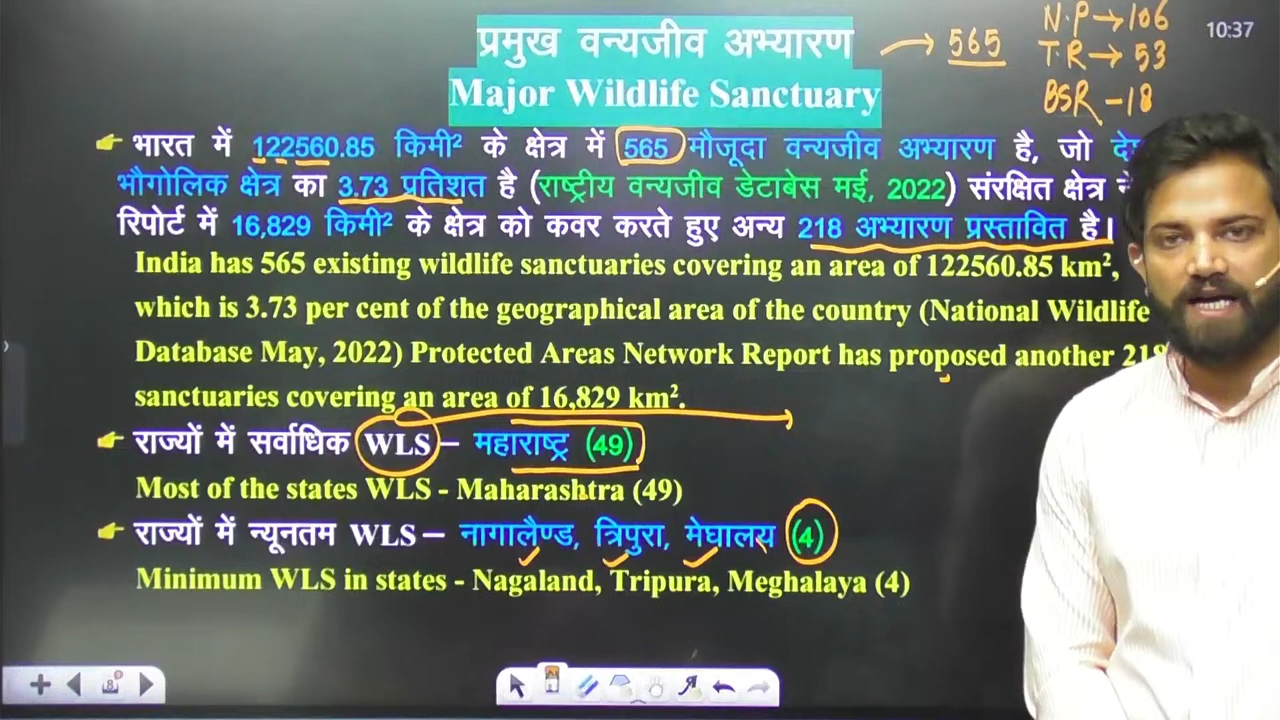 प्रमुख वन्यजीव अभ्यारण → 565
N.P → 106
T.R → 53
BSR - 18
10:37
Major Wildlife Sanctuary
भारत में 122560.85 किमी² के क्षेत्र में 565 मौजूदा वन्यजीव अभ्यारण है, जो
भौगोलिक क्षेत्र का 3.73 प्रतिशत है (राष्ट्रीय वन्यजीव डेटाबेस मई, 2022) संरक्षित क्षेत्र
रिपोर्ट में 16,829 किमी² के क्षेत्र को कवर करते हुए अन्य 218 अभ्यारण प्रस्तावित है।
India has 565 existing wildlife sanctuaries covering an area of 122560.85 km²,
which is 3.73 per cent of the geographical area of the country (National Wildlife
Database May, 2022) Protected Areas Network Report has proposed another 218
sanctuaries covering an area of 16,829 km².
राज्यों में सर्वाधिक WLS – महाराष्ट्र (49)
Most of the states WLS - Maharashtra (49)
राज्यों में न्यूनतम WLS – नागालैण्ड, त्रिपुरा, मेघालय (4)
Minimum WLS in states - Nagaland, Tripura, Meghalaya (4)